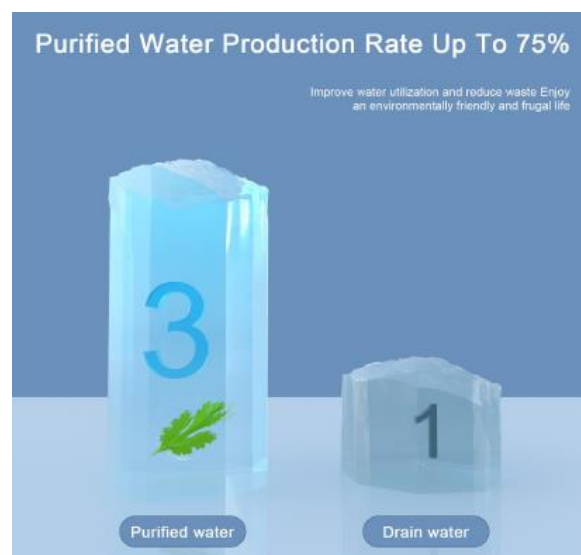 Purified Water Production Rate Up To 75%
Improve water utilization and reduce waste Enjoy
an environmentally friendly and frugal life
3
1
Purified water
Drain water